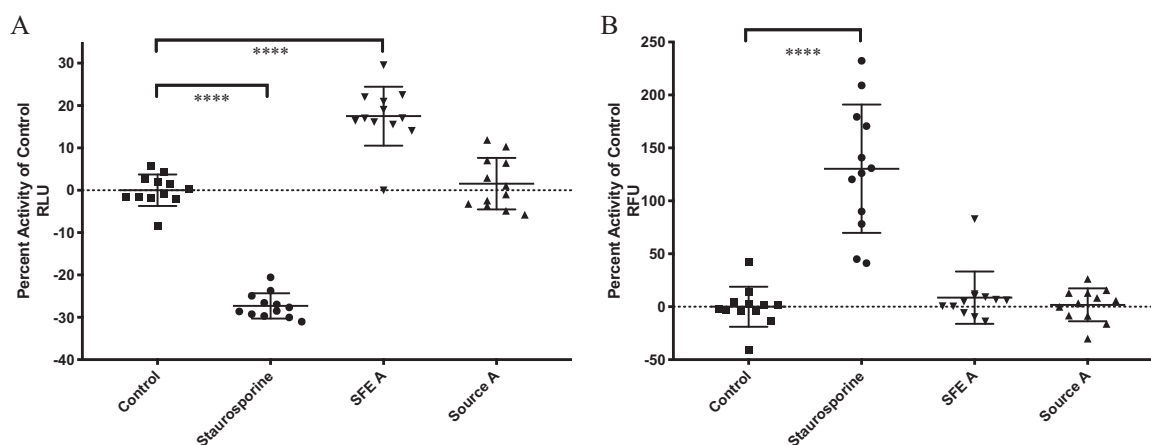 A
Percent Activity of Control
RLU
30
20
10
0
-10
-20
-30
-40
****
****
Control
Staurosporine
SFE A
Source A
B
Percent Activity of Control
RFU
250
200
150
100
50
0
-50
****
Control
Staurosporine
SFE A
Source A